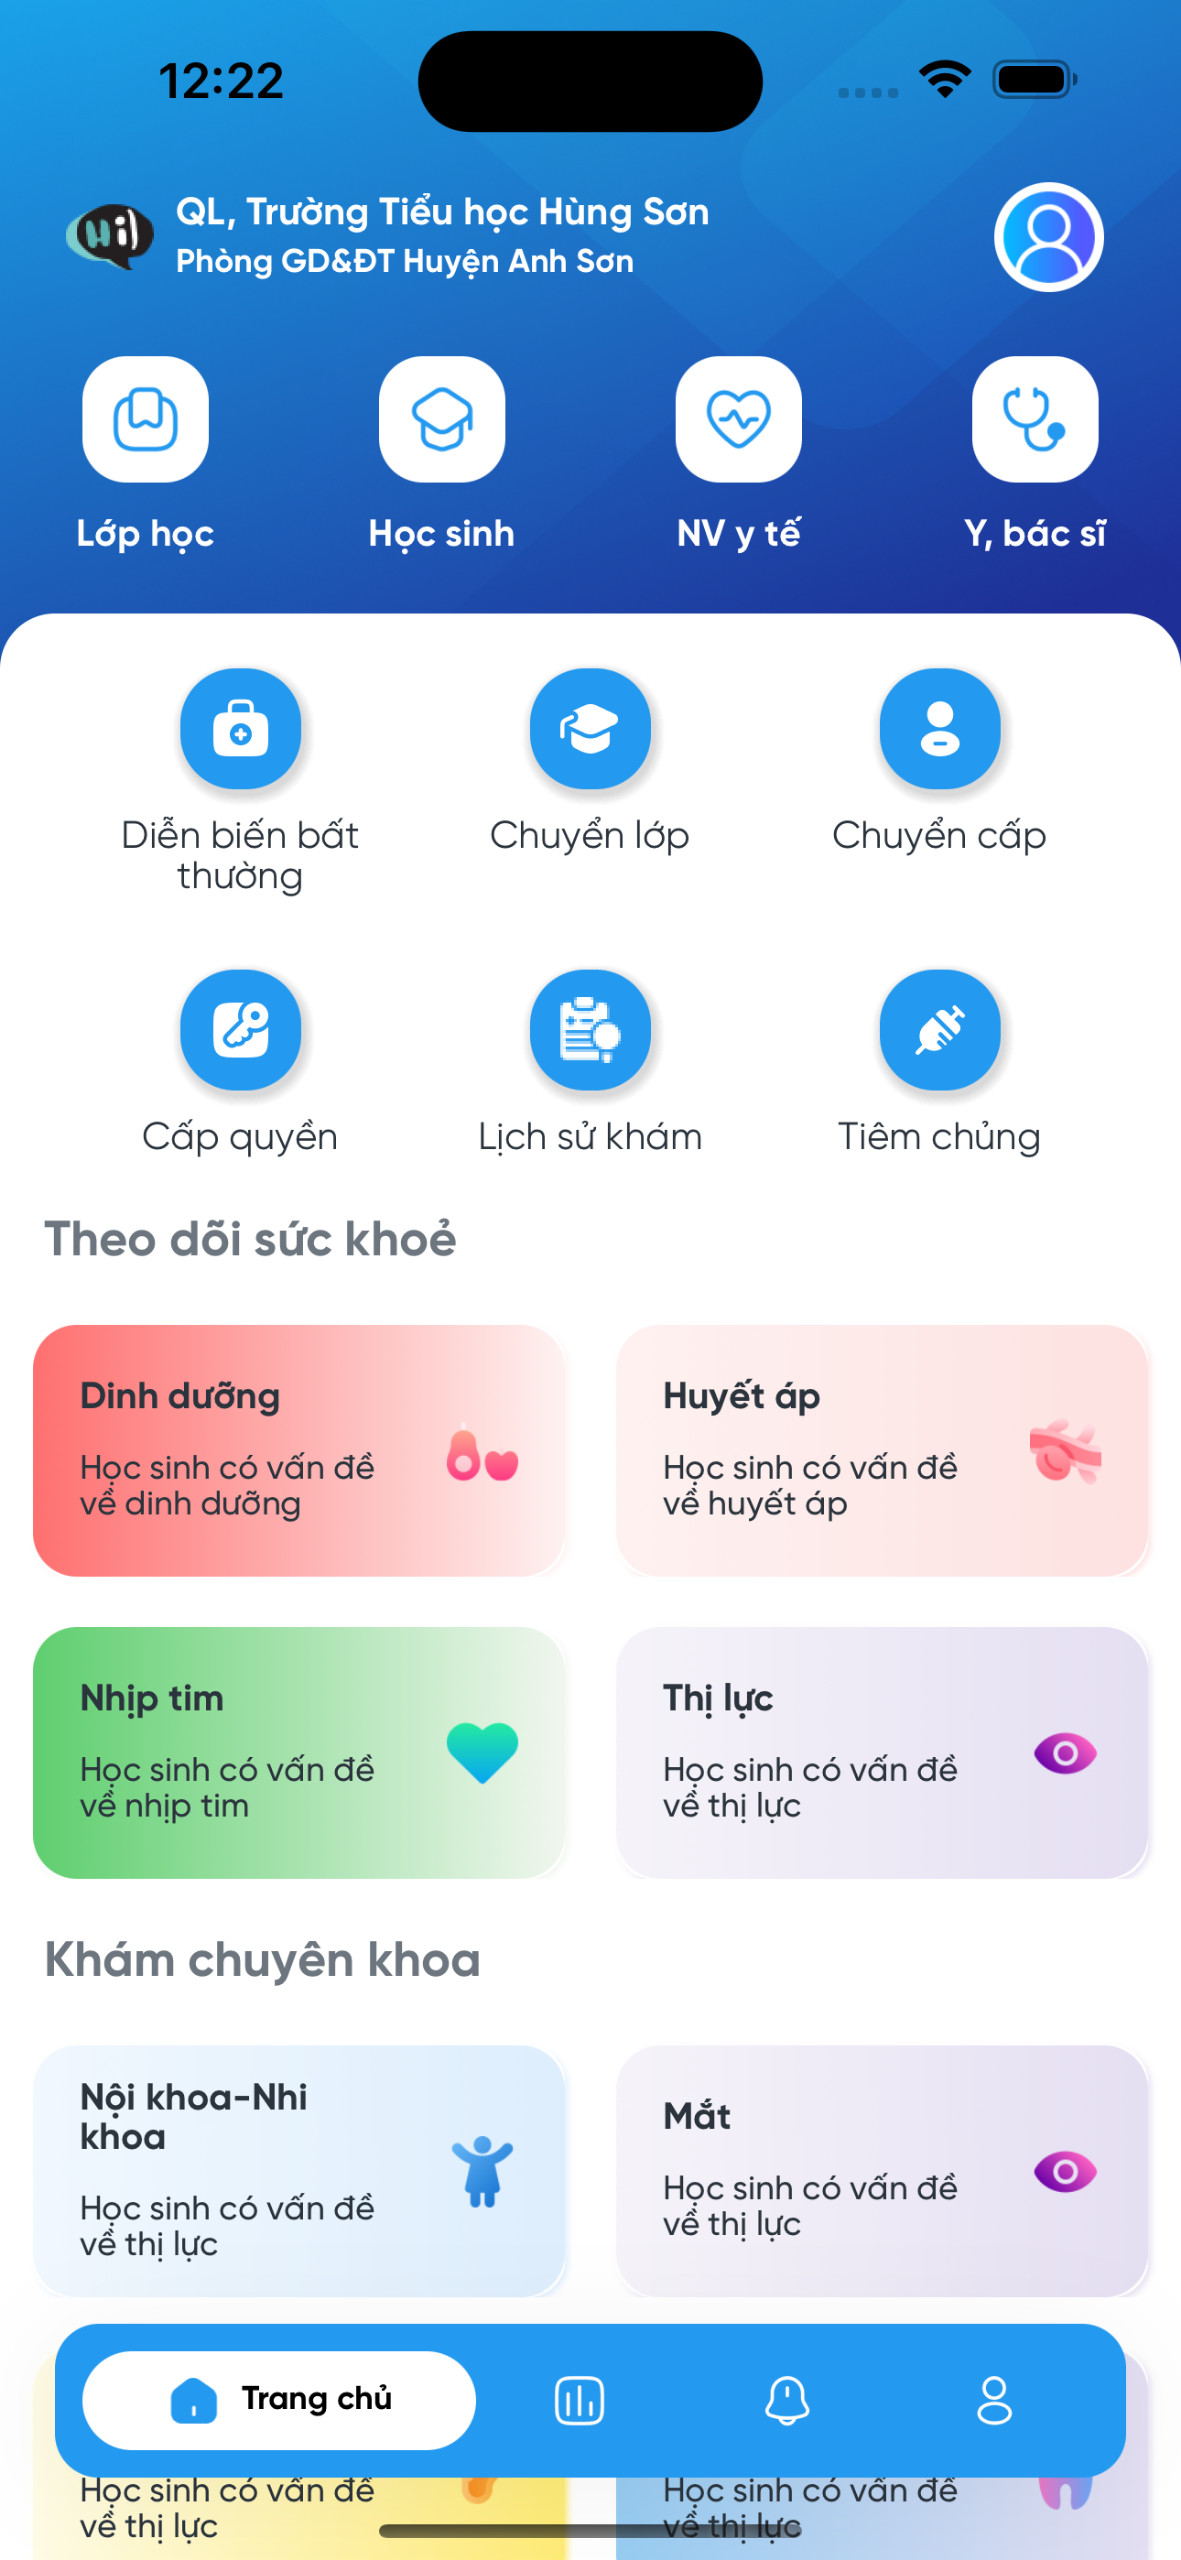 12:22
Hil
QL, Trường Tiểu học Hùng Sơn
Phòng GD&ĐT Huyện Anh Sơn
Lớp học
Học sinh
NV y tế
Y, bác sĩ
Diễn biến bất
thường
Chuyển lớp
Chuyển cấp
Cấp quyền
Lịch sử khám
Tiêm chủng
Theo dõi sức khoẻ
Dinh dưỡng
Học sinh có vấn đề
về dinh dưỡng
Huyết áp
Học sinh có vấn đề
về huyết áp
Nhịp tim
Học sinh có vấn đề
về nhịp tim
Thị lực
Học sinh có vấn đề
về thị lực
Khám chuyên khoa
Nội khoa-Nhi
khoa
Học sinh có vấn đề
về thị lực
Mắt
Học sinh có vấn đề
về thị lực
Trang chủ
Học sinh có vấn đề
về thị lực
Học sinh có vấn đề
về thị lực